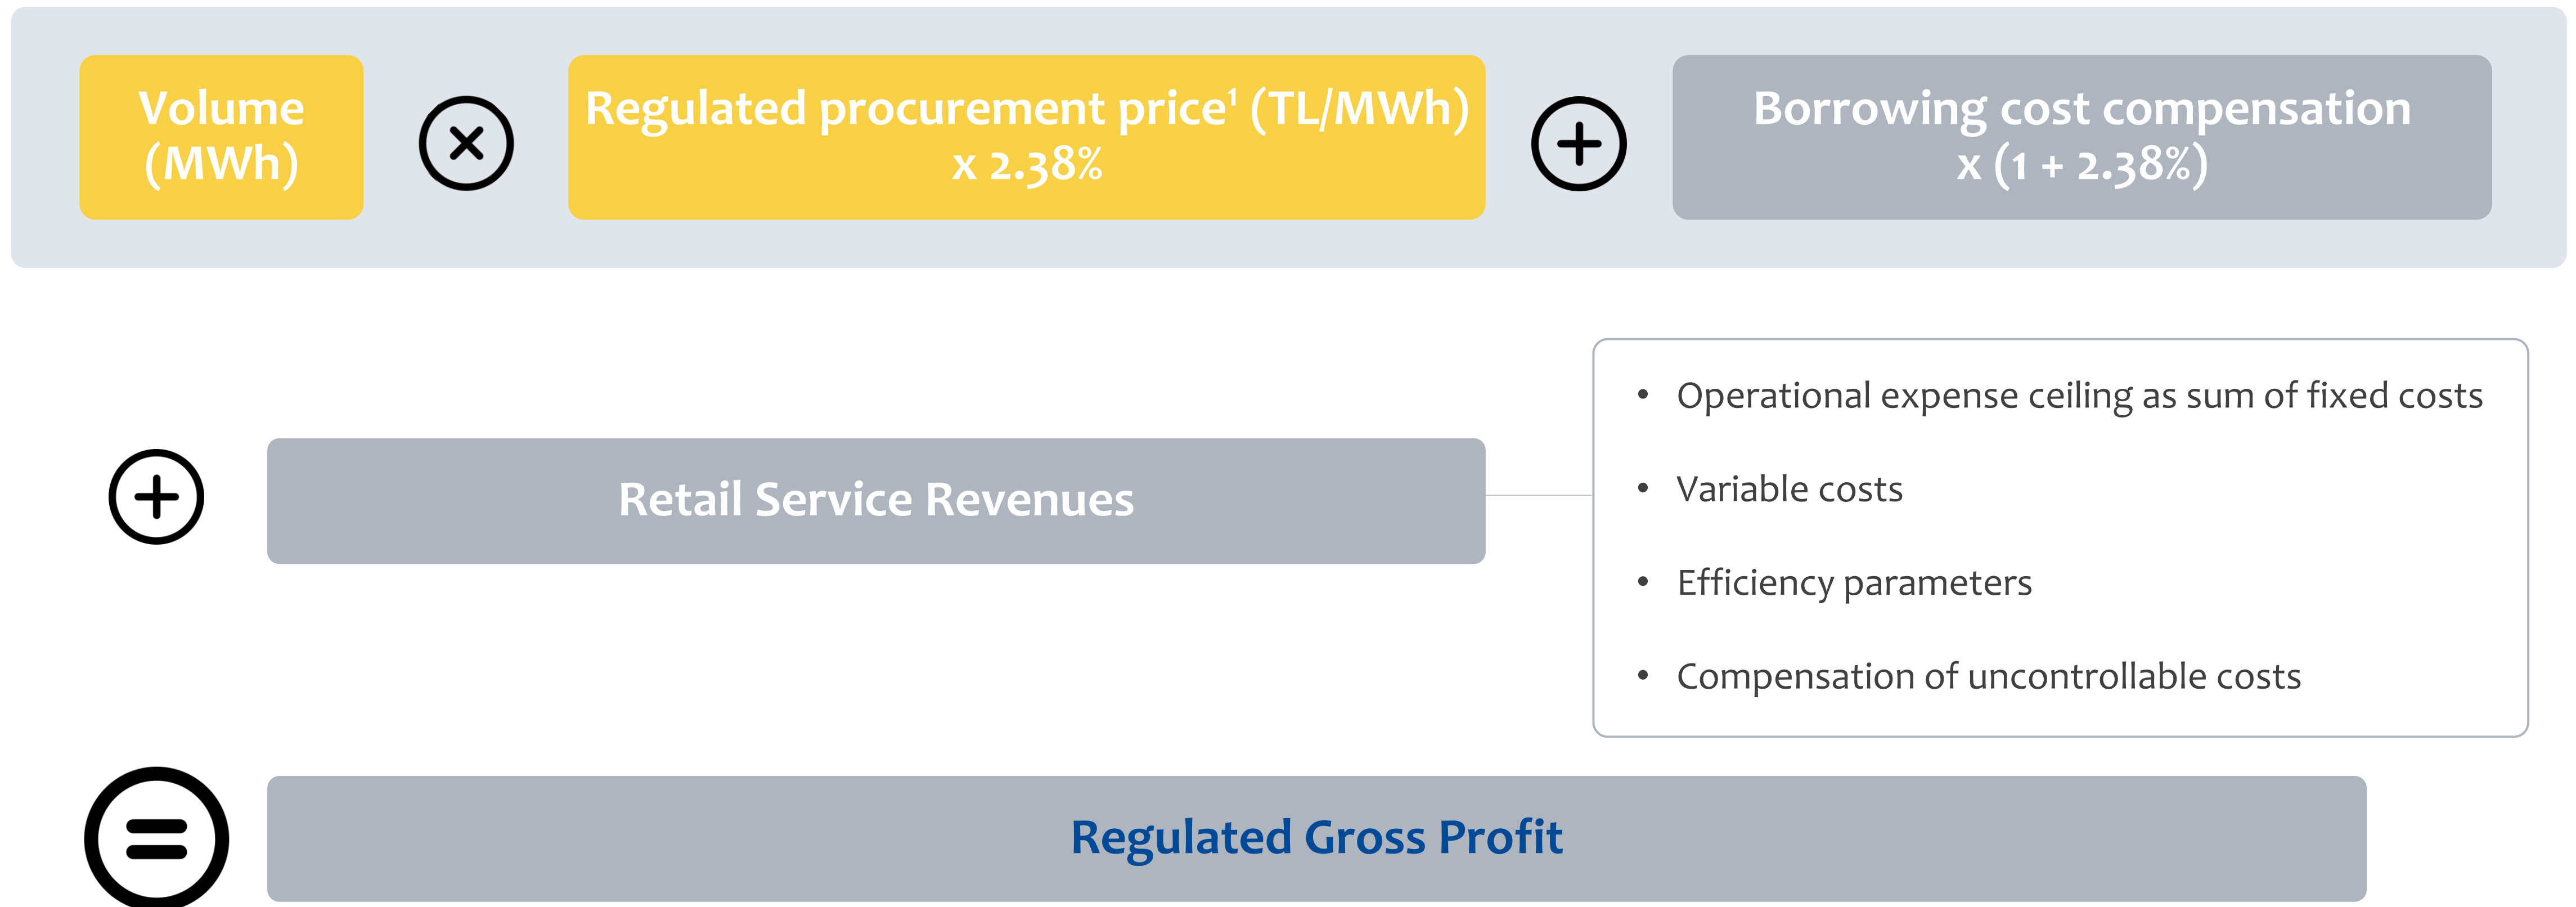 Volume
(MWh)
Regulated procurement price¹ (TL/MWh)
x 2.38%
Borrowing cost compensation
x (1 + 2.38%)
Retail Service Revenues
• Operational expense ceiling as sum of fixed costs
• Variable costs
• Efficiency parameters
• Compensation of uncontrollable costs
Regulated Gross Profit